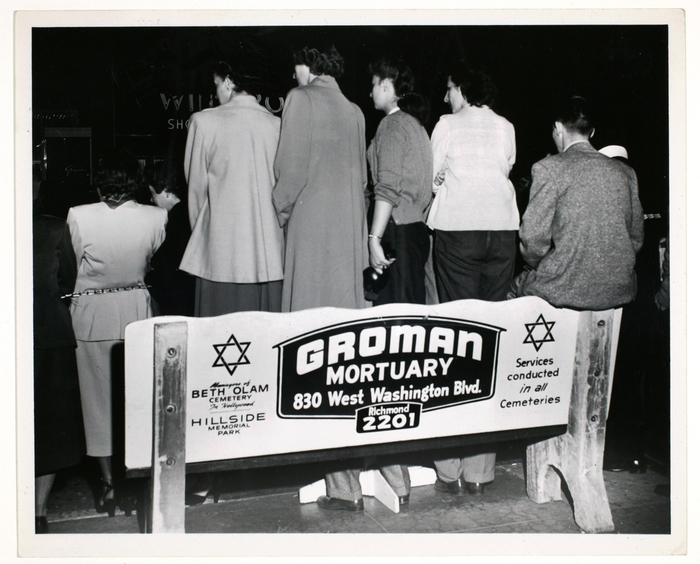 SHO
GROMAN
MORTUARY
830 West Washington Blvd.
Richmond
2201
Managers of
BETH OLAM
CEMETERY
In Hollywood
HILLSIDE
MEMORIAL
PARK
Services
conducted
in all
Cemeteries